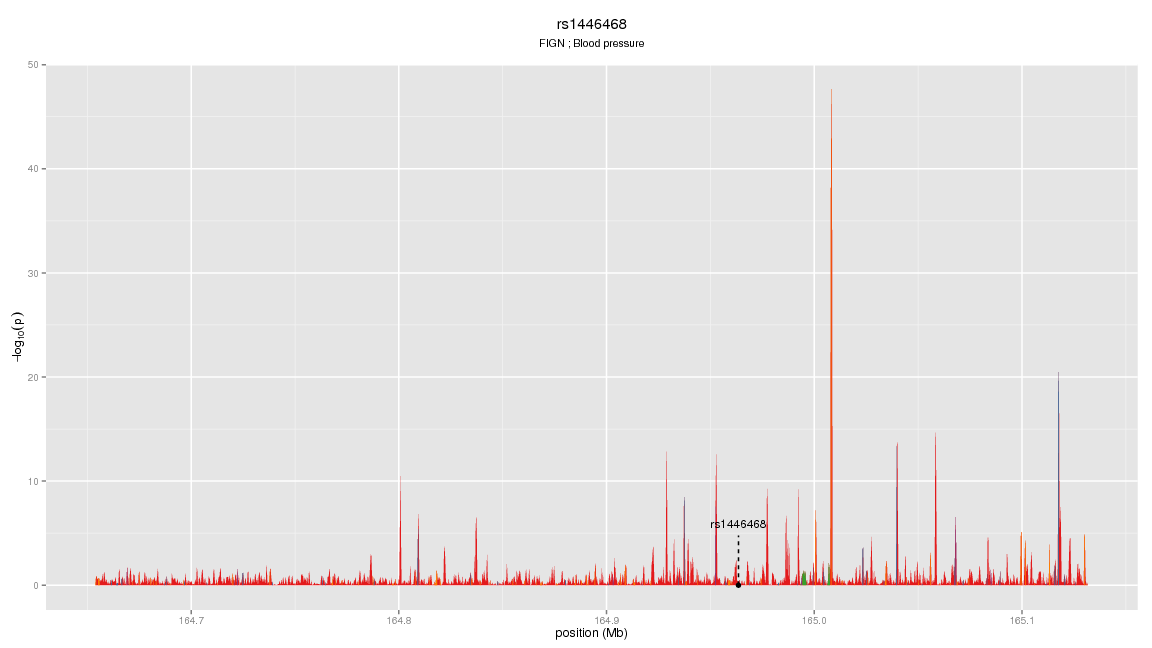 rs1446468
FIGN ; Blood pressure
50
40
30
20
10
0
−log10(p)
rs1446468
164.7
164.8
164.9
165.0
165.1
position (Mb)